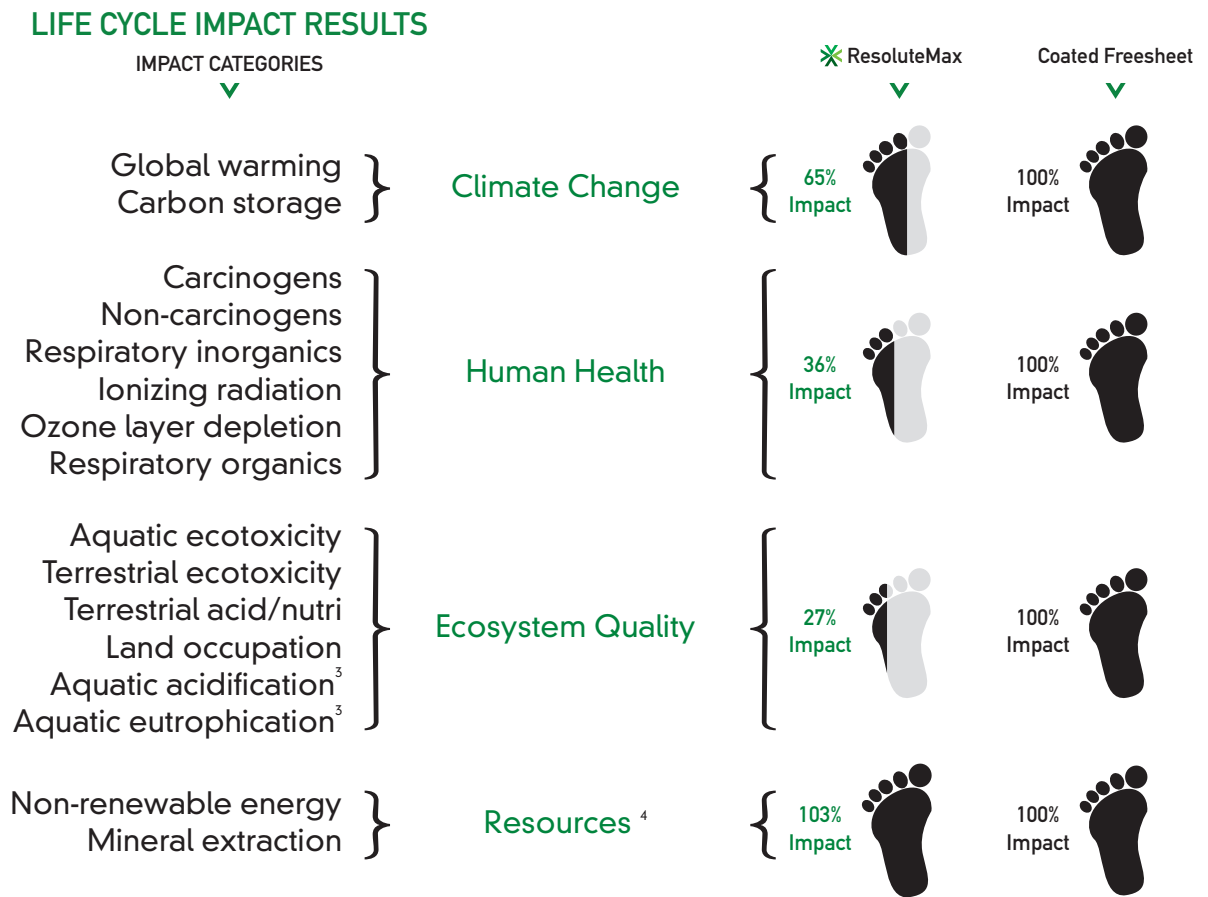 LIFE CYCLE IMPACT RESULTS
IMPACT CATEGORIES
ResoluteMax
Coated Freesheet
Global warming
Carbon storage
Climate Change
65%
Impact
100%
Impact
Carcinogens
Non-carcinogens
Respiratory inorganics
Ionizing radiation
Ozone layer depletion
Respiratory organics
Human Health
36%
Impact
100%
Impact
Aquatic ecotoxicity
Terrestrial ecotoxicity
Terrestrial acid/nutri
Land occupation
Aquatic acidification³
Aquatic eutrophication³
Ecosystem Quality
27%
Impact
100%
Impact
Non-renewable energy
Mineral extraction
Resources ⁴
103%
Impact
100%
Impact